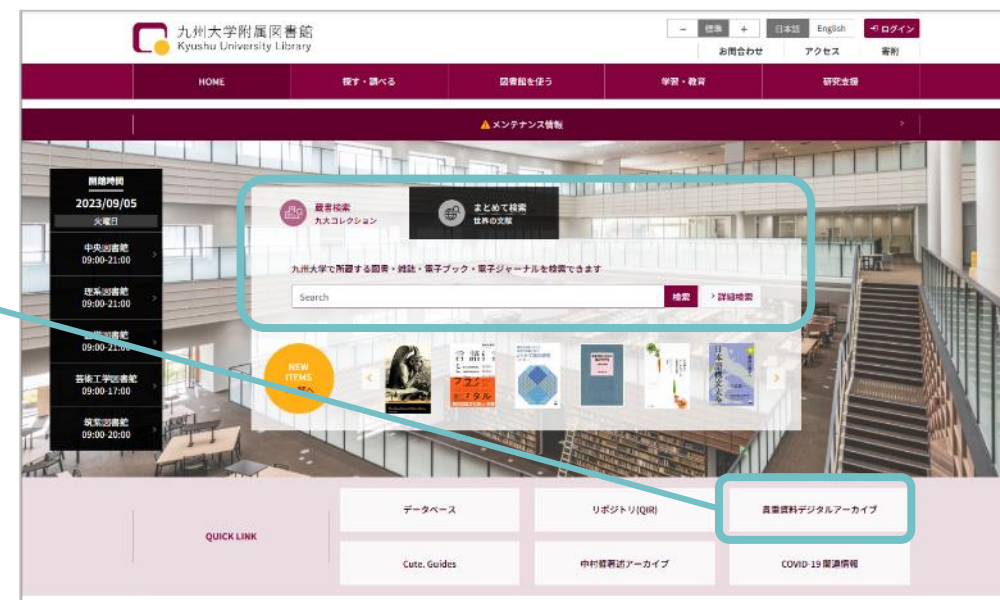 九州大学附属図書館
Kyushu University Library
－ 標準 ＋ 日本語 English ログイン
お問合わせ アクセス 寄附
HOME 探す・調べる 図書館を使う 学習・教育 研究支援
メンテナンス情報
開館時間
2023/09/05
火曜日
中央図書館
09:00-21:00
理系図書館
09:00-21:00
09:00-21:00
芸術工学図書館
09:00-17:00
筑紫図書館
09:00-20:00
蔵書検索
九大コレクション
まとめて検索
世界の文献
九州大学で所蔵する図書・雑誌・電子ブック・電子ジャーナルを検索できます
Search 検索 詳細検索
NEW
ITEMS
QUICK LINK
データベース リポジトリ(QIR) 貴重資料デジタルアーカイブ
Cute. Guides 中村哲著述アーカイブ COVID-19 関連情報